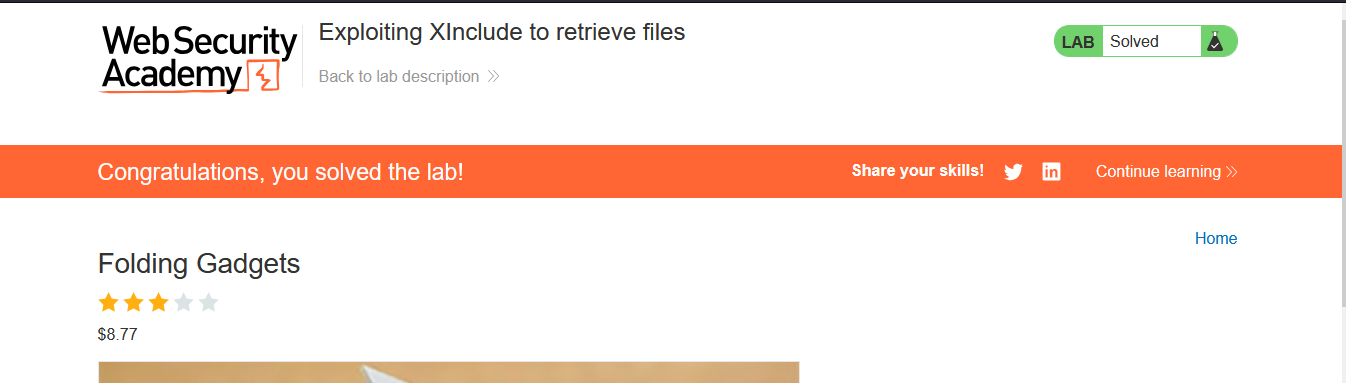 Web Security
Academy
Exploiting XInclude to retrieve files
Back to lab description
LAB Solved
Congratulations, you solved the lab!
Share your skills!
Continue learning
Home
Folding Gadgets
$8.77